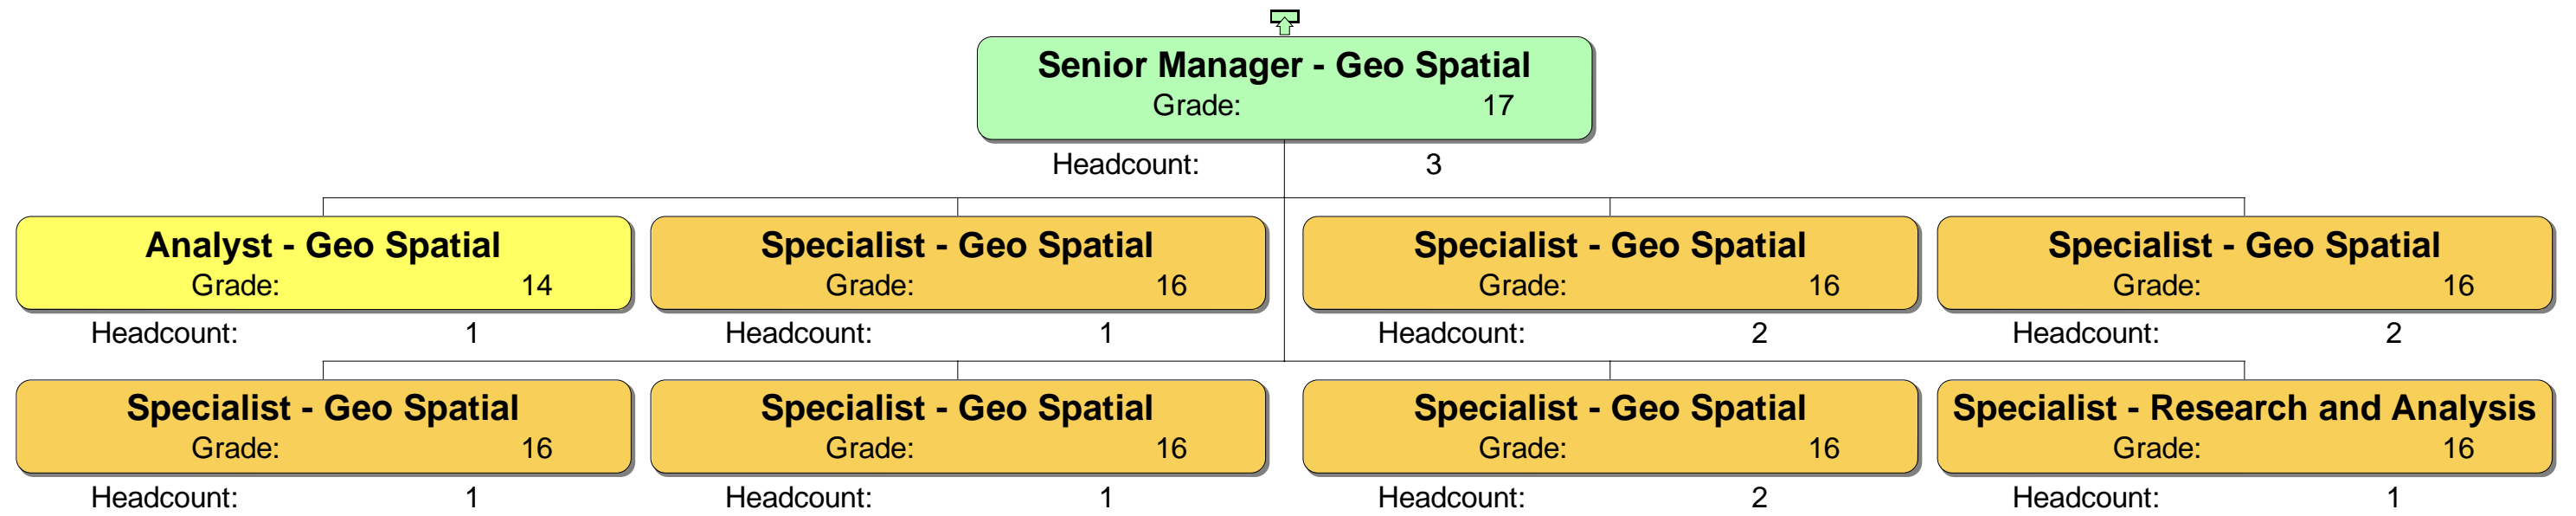 Senior Manager - Geo Spatial
Grade: 17
Headcount: 3
Analyst - Geo Spatial
Grade: 14
Headcount: 1
Specialist - Geo Spatial
Grade: 16
Headcount: 1
Specialist - Geo Spatial
Grade: 16
Headcount: 2
Specialist - Geo Spatial
Grade: 16
Headcount: 2
Specialist - Geo Spatial
Grade: 16
Headcount: 1
Specialist - Geo Spatial
Grade: 16
Headcount: 1
Specialist - Geo Spatial
Grade: 16
Headcount: 2
Specialist - Research and Analysis
Grade: 16
Headcount: 1